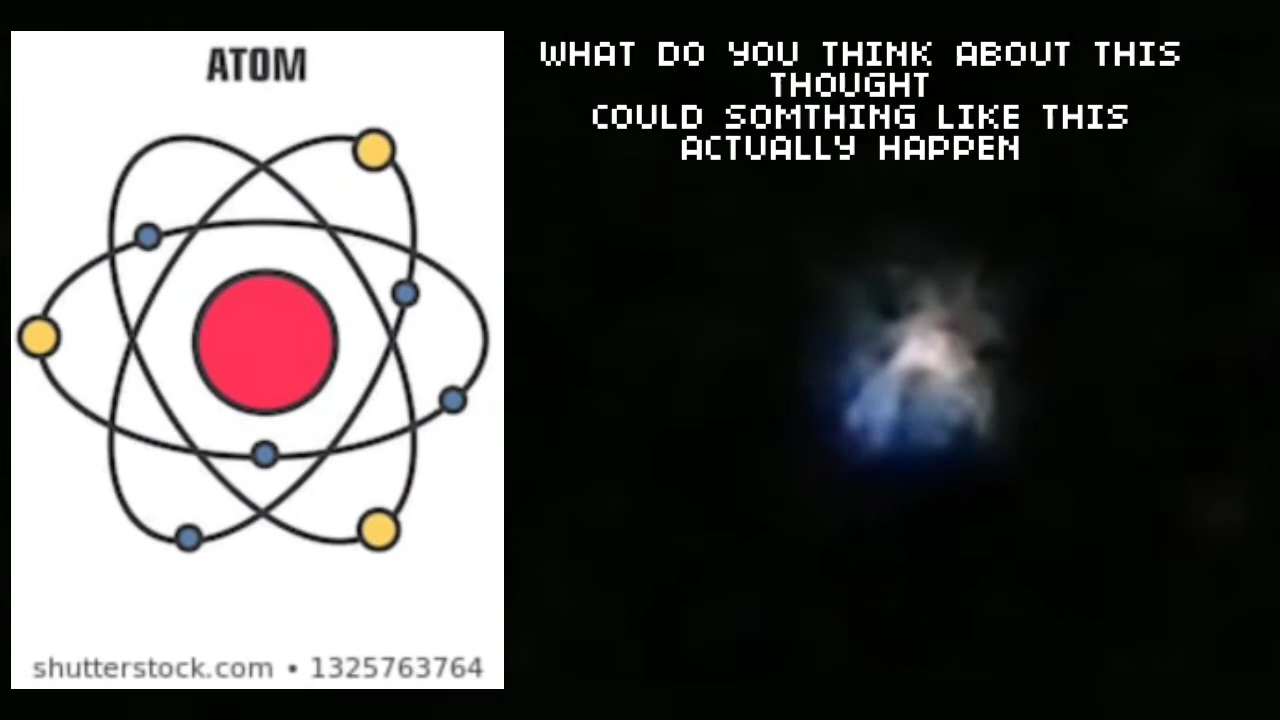 ATOM
shutterstock.com • 1325763764
WHAT DO YOU THINK ABOUT THIS
THOUGHT
COULD SOMTHING LIKE THIS
ACTUALLY HAPPEN